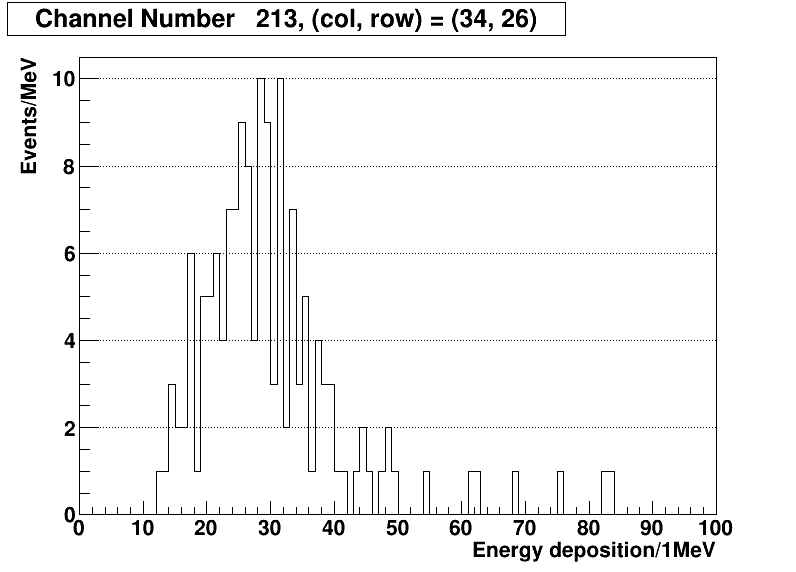 Channel Number 213, (col, row) = (34, 26)
Events/MeV
10
8
6
4
2
0
0 10 20 30 40 50 60 70 80 90 100
Energy deposition/1MeV